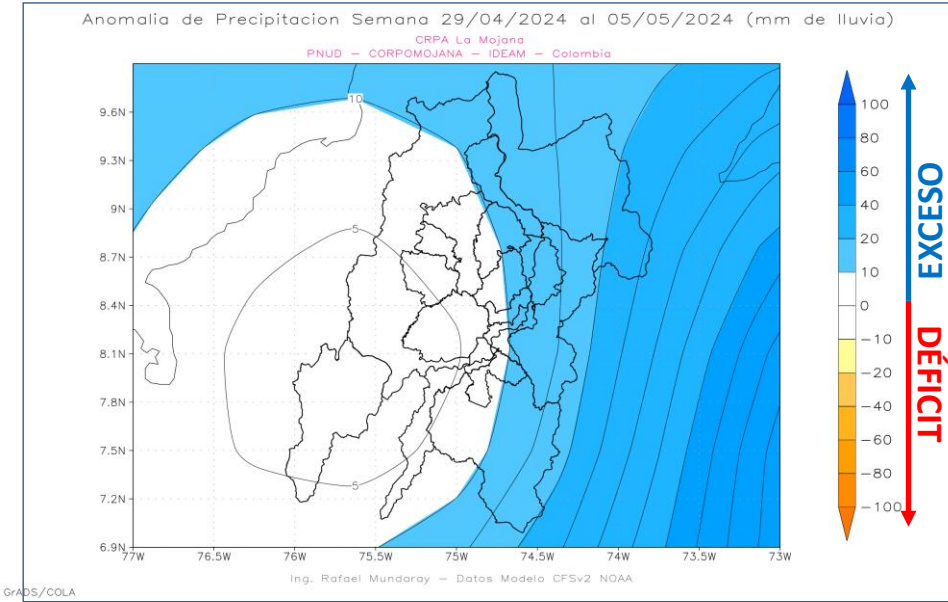 Anomalia de Precipitacion Semana 29/04/2024 al 05/05/2024 (mm de lluvia)
CRPA La Mojana
PNUD – CORPOMOJANA – IDEAM – Colombia
9.6N
9.3N
9N
8.7N
8.4N
8.1N
7.8N
7.5N
7.2N
6.9N
10
5
5
77W
76.5W
76W
75.5W
75W
74.5W
74W
73.5W
73W
100
80
60
40
20
10
0
−10
−20
−40
−60
−80
−100
EXCESO
DÉFICIT
Ing. Rafael Mundaray – Datos Modelo CFSv2 NOAA
GrADS/COLA